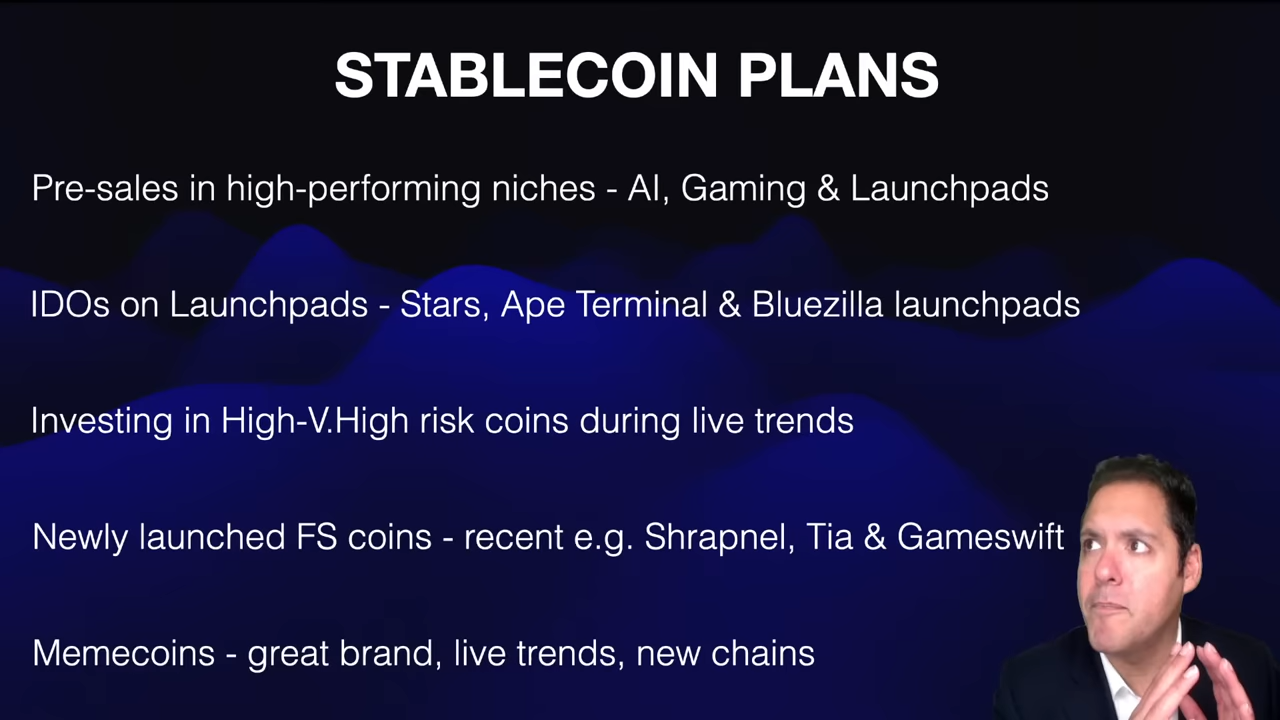 STABLECOIN PLANS
Pre-sales in high-performing niches - AI, Gaming & Launchpads
IDOs on Launchpads - Stars, Ape Terminal & Bluezilla launchpads
Investing in High-V.High risk coins during live trends
Newly launched FS coins - recent e.g. Shrapnel, Tia & Gameswift
Memecoins - great brand, live trends, new chains